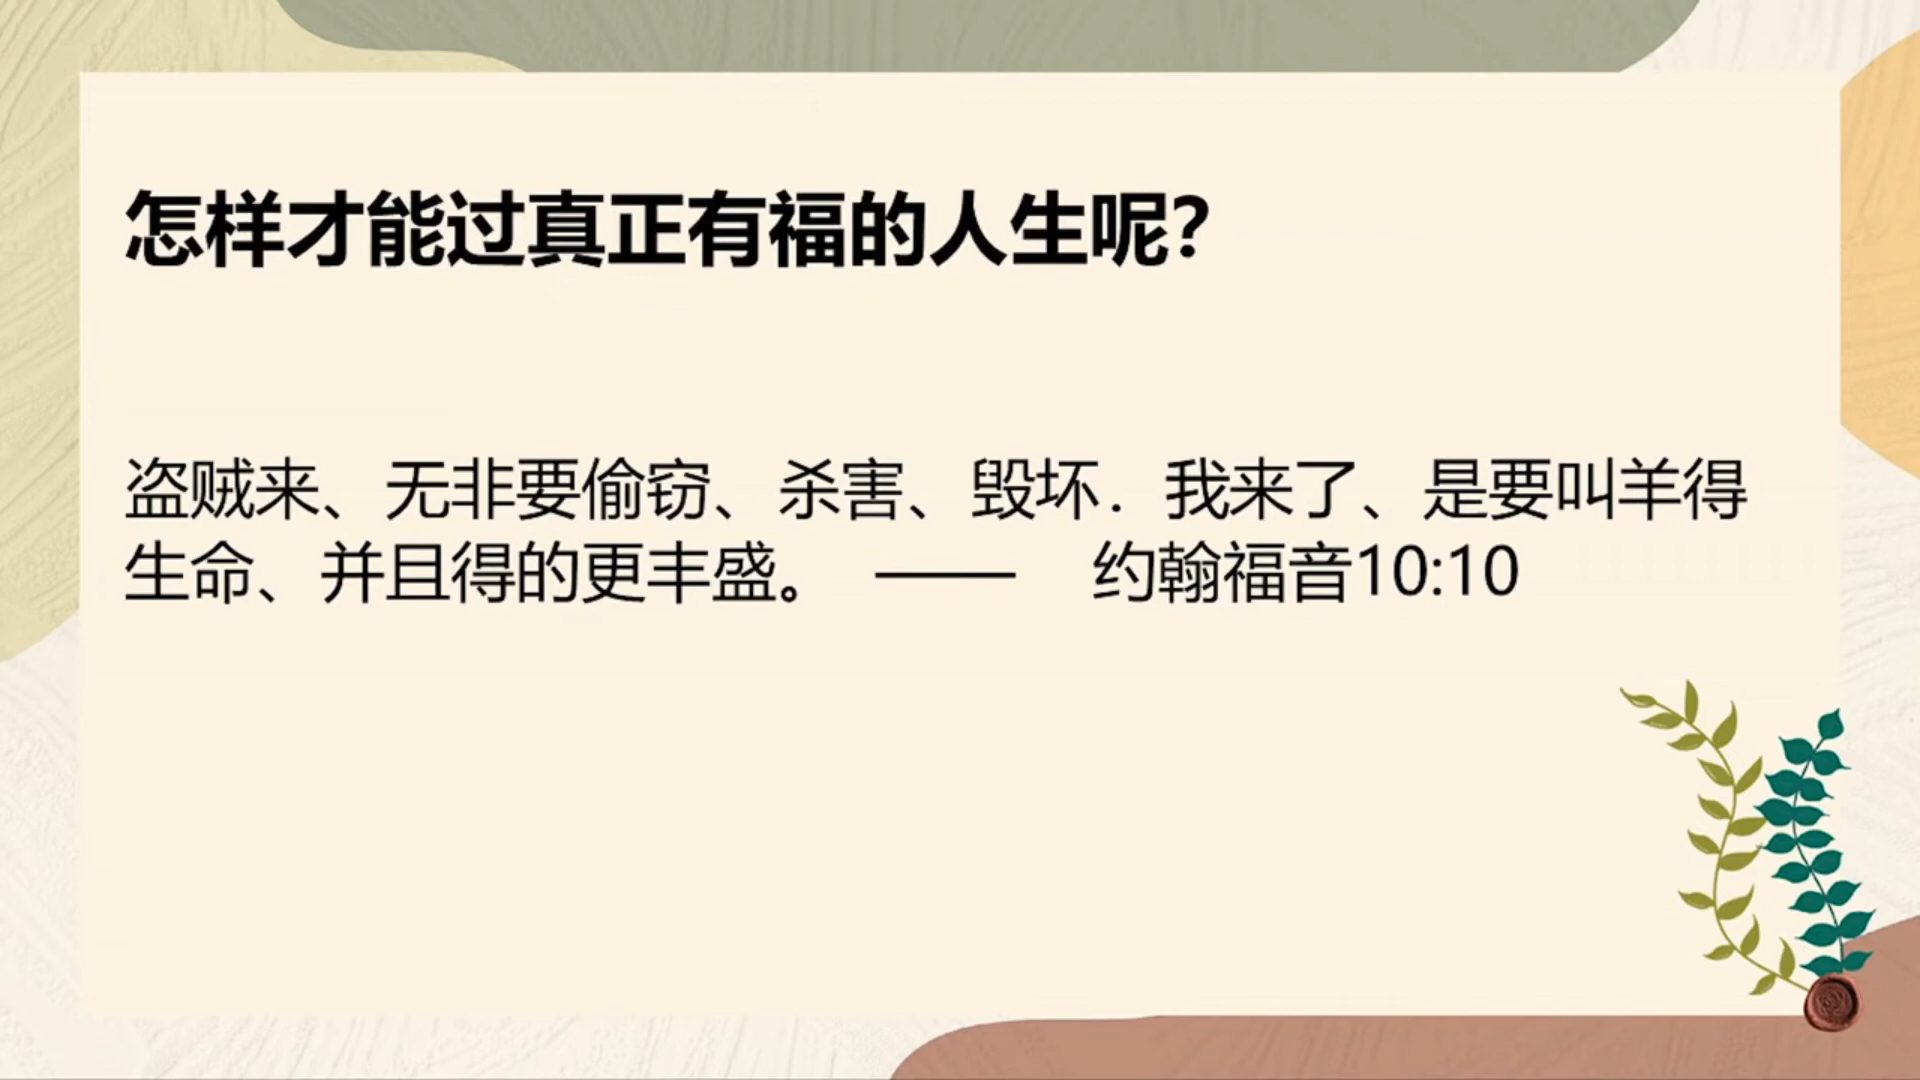 怎样才能过真正有福的人生呢？
盗贼来、无非要偷窃、杀害、毁坏．我来了、是要叫羊得
生命、并且得的更丰盛。 —— 约翰福音10:10